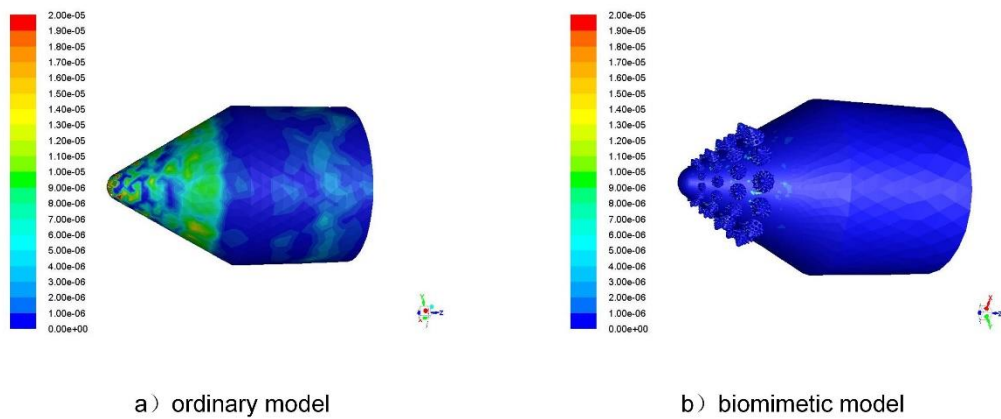 2.00e-05
1.90e-05
1.80e-05
1.70e-05
1.60e-05
1.50e-05
1.40e-05
1.30e-05
1.20e-05
1.10e-05
1.00e-05
9.00e-06
8.00e-06
7.00e-06
6.00e-06
5.00e-06
4.00e-06
3.00e-06
2.00e-06
1.00e-06
0.00e+00
Y
X
Z
a）ordinary model
2.00e-05
1.90e-05
1.80e-05
1.70e-05
1.60e-05
1.50e-05
1.40e-05
1.30e-05
1.20e-05
1.10e-05
1.00e-05
9.00e-06
8.00e-06
7.00e-06
6.00e-06
5.00e-06
4.00e-06
3.00e-06
2.00e-06
1.00e-06
0.00e+00
X
Z
Y
b）biomimetic model